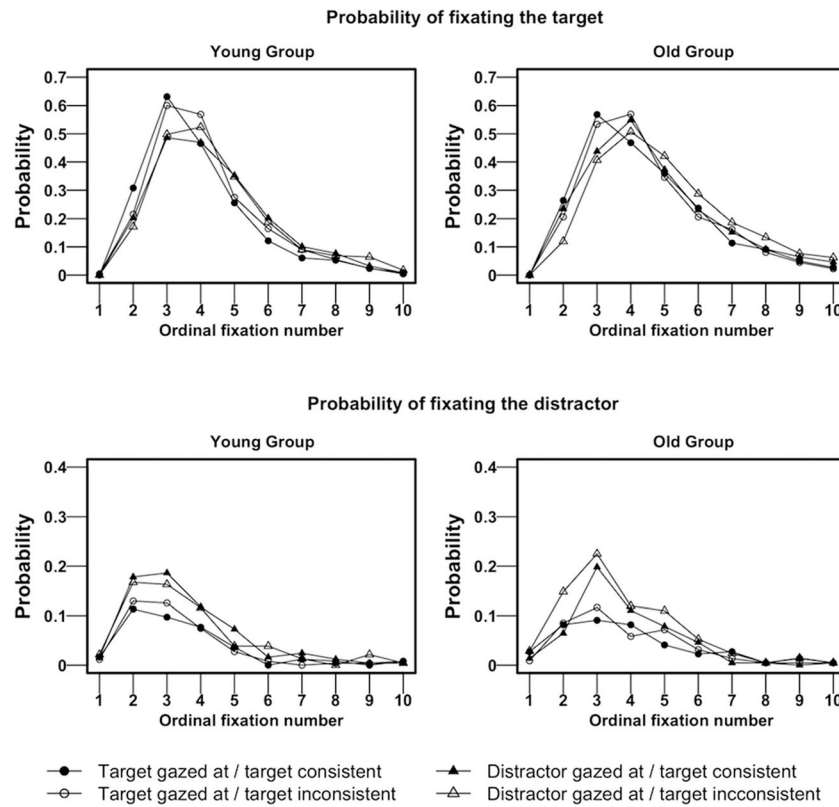 Probability of fixating the target
Young Group
Old Group
Probability
0.7
0.6
0.5
0.4
0.3
0.2
0.1
0
1 2 3 4 5 6 7 8 9 10
Ordinal fixation number
Probability
0.7
0.6
0.5
0.4
0.3
0.2
0.1
0
1 2 3 4 5 6 7 8 9 10
Ordinal fixation number
Probability of fixating the distractor
Young Group
Old Group
Probability
0.4
0.3
0.2
0.1
0
1 2 3 4 5 6 7 8 9 10
Ordinal fixation number
Probability
0.4
0.3
0.2
0.1
0
1 2 3 4 5 6 7 8 9 10
Ordinal fixation number
Target gazed at / target consistent
Target gazed at / target inconsistent
Distractor gazed at / target consistent
Distractor gazed at / target incconsistent